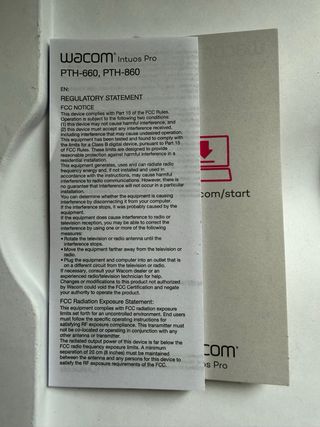 wacom Intuos Pro
PTH-660, PTH-860
EN:
REGULATORY STATEMENT
FCC NOTICE
This device complies with Part 15 of the FCC Rules.
Operation is subject to the following two conditions:
(1) this device may not cause harmful interference, and
(2) this device must accept any interference received,
including interference that may cause undesired operation.
This equipment has been tested and found to comply with
the limits for a Class B digital device, pursuant to Part 15
of FCC Rules. These limits are designed to provide
reasonable protection against harmful interference in a
residential installation.
This equipment generates, uses and can radiate radio
frequency energy and, if not installed and used in
accordance with the instructions, may cause harmful
interference to radio communications. However, there is
no guarantee that interference will not occur in a particular
installation.
You can determine whether the equipment is causing
interference by disconnecting it from your computer.
If the interference stops, it was probably caused by the
equipment.
If the equipment does cause interference to radio or
television reception, you may be able to correct the
interference by using one or more of the following
measures:
• Rotate the television or radio antenna until the
interference stops.
• Move the equipment farther away from the television or
radio.
• Plug the equipment and computer into an outlet that is
on a different circuit from the television or radio.
If necessary, consult your Wacom dealer or an
experienced radio/television technician for help.
Changes or modifications to this product not authorized
by Wacom could void the FCC Certification and negate
your authority to operate the product.
FCC Radiation Exposure Statement:
This equipment complies with FCC radiation exposure
limits set forth for an uncontrolled environment. End users
must follow the specific operating instructions for
satisfying RF exposure compliance. This transmitter must
not be co-located or operating in conjunction with any
other antenna or transmitter.
The radiated output power of this device is far below the
FCC radio frequency exposure limits. A minimum
separation of 20 cm (8 inches) must be maintained
between the antenna and any persons for this device to
satisfy the RF exposure requirements of the FCC.
com/start
acom
os Pro